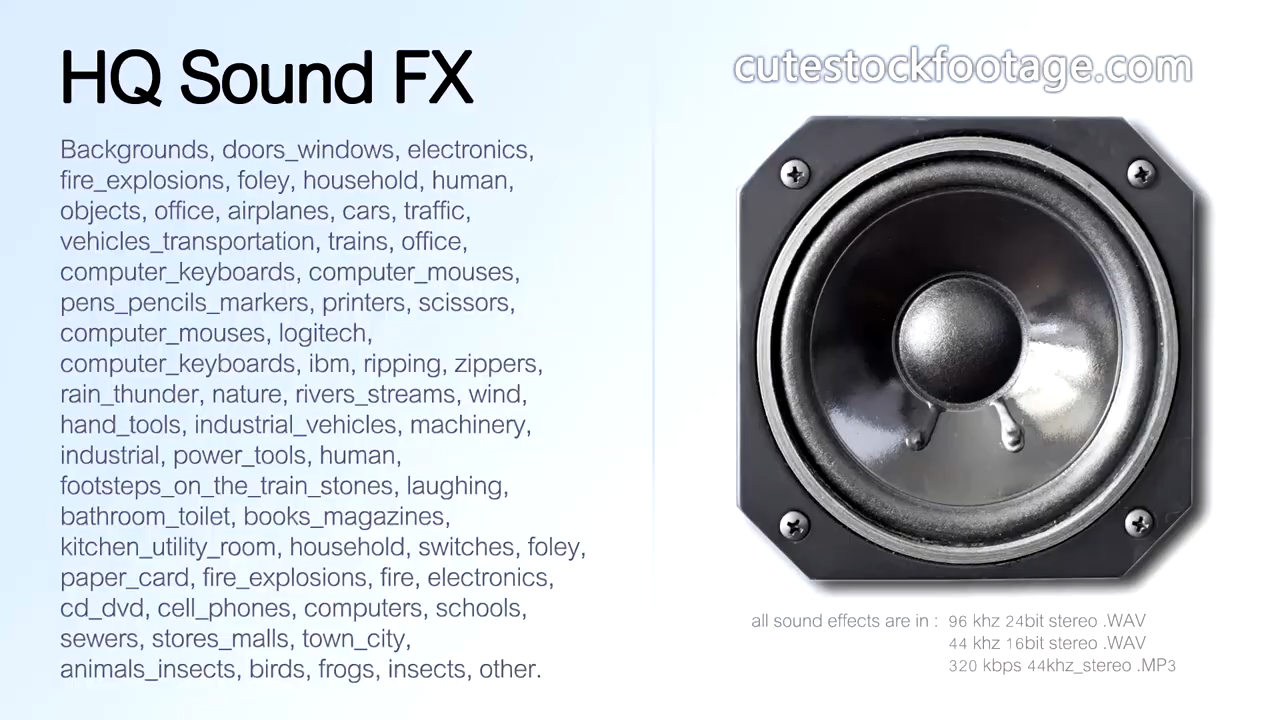 HQ Sound FX
Backgrounds, doors_windows, electronics,
fire_explosions, foley, household, human,
objects, office, airplanes, cars, traffic,
vehicles_transportation, trains, office,
computer_keyboards, computer_mouses,
pens_pencils_markers, printers, scissors,
computer_mouses, logitech,
computer_keyboards, ibm, ripping, zippers,
rain_thunder, nature, rivers_streams, wind,
hand_tools, industrial_vehicles, machinery,
industrial, power_tools, human,
footsteps_on_the_train_stones, laughing,
bathroom_toilet, books_magazines,
kitchen_utility_room, household, switches, foley,
paper_card, fire_explosions, fire, electronics,
cd_dvd, cell_phones, computers, schools,
sewers, stores_malls, town_city,
animals_insects, birds, frogs, insects, other.
cutestockfootage.com
all sound effects are in : 96 khz 24bit stereo .WAV
44 khz 16bit stereo .WAV
320 kbps 44khz_stereo .MP3